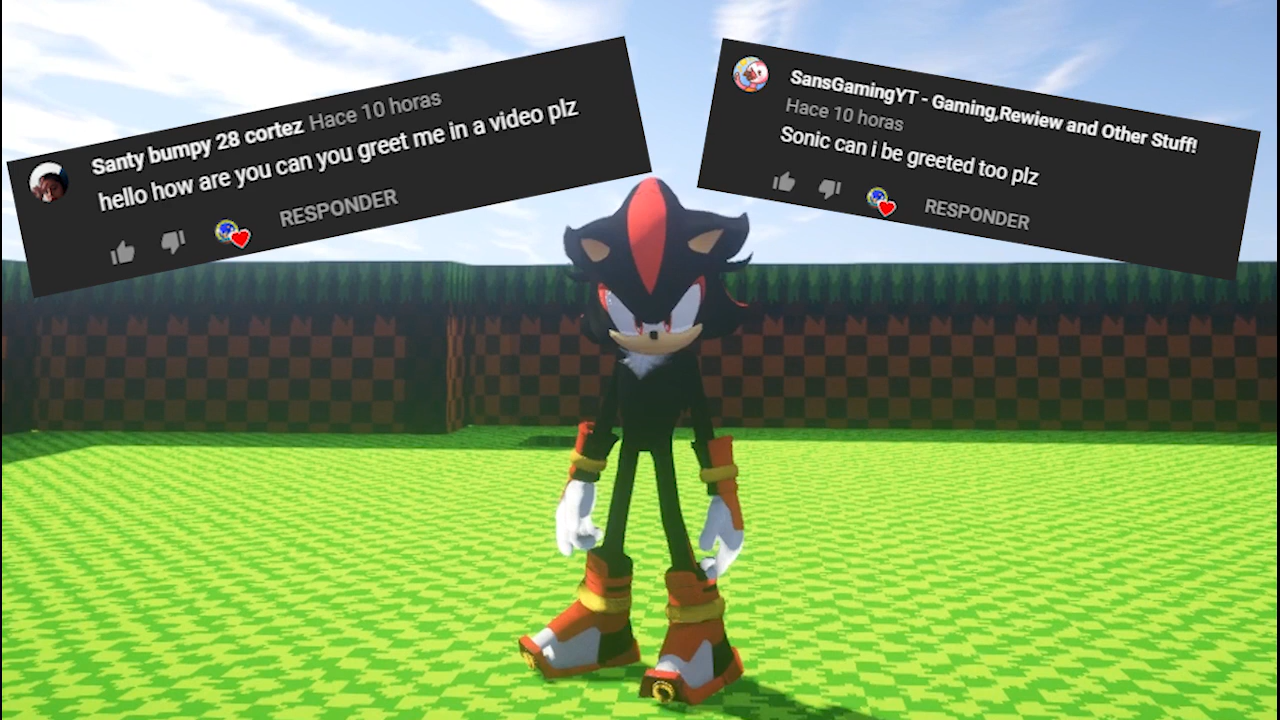 Santy bumpy 28 cortez Hace 10 horas
hello how are you can you greet me in a video plz
RESPONDER
SansGamingYT - Gaming,Rewiew and Other Stuff!
Hace 10 horas
Sonic can i be greeted too plz
RESPONDER